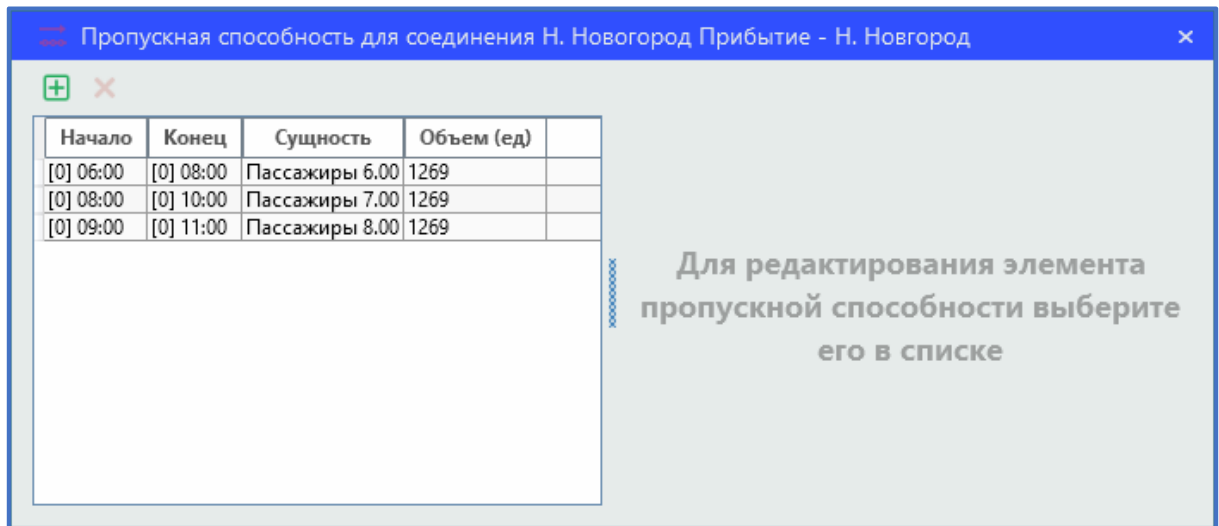 Пропускная способность для соединения Н. Новогород Прибытие - Н. Новгород
Начало Конец Сущность Объем (ед)
[0] 06:00 [0] 08:00 Пассажиры 6.00 1269
[0] 08:00 [0] 10:00 Пассажиры 7.00 1269
[0] 09:00 [0] 11:00 Пассажиры 8.00 1269
Для редактирования элемента
пропускной способности выберите
его в списке